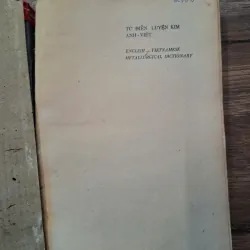 TỪ ĐIỂN LUYỆN KIM
ANH - VIỆT
ENGLISH - VIETNAMESE
METALLURGICAL DICTIONARY